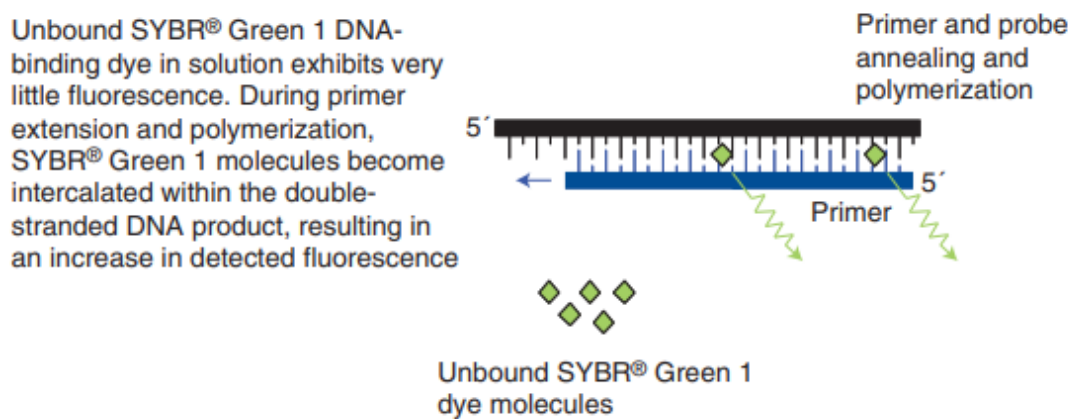 Unbound SYBR® Green 1 DNA-
binding dye in solution exhibits very
little fluorescence. During primer
extension and polymerization,
SYBR® Green 1 molecules become
intercalated within the double-
stranded DNA product, resulting in
an increase in detected fluorescence
Primer and probe
annealing and
polymerization
5´
5´
Primer
Unbound SYBR® Green 1
dye molecules